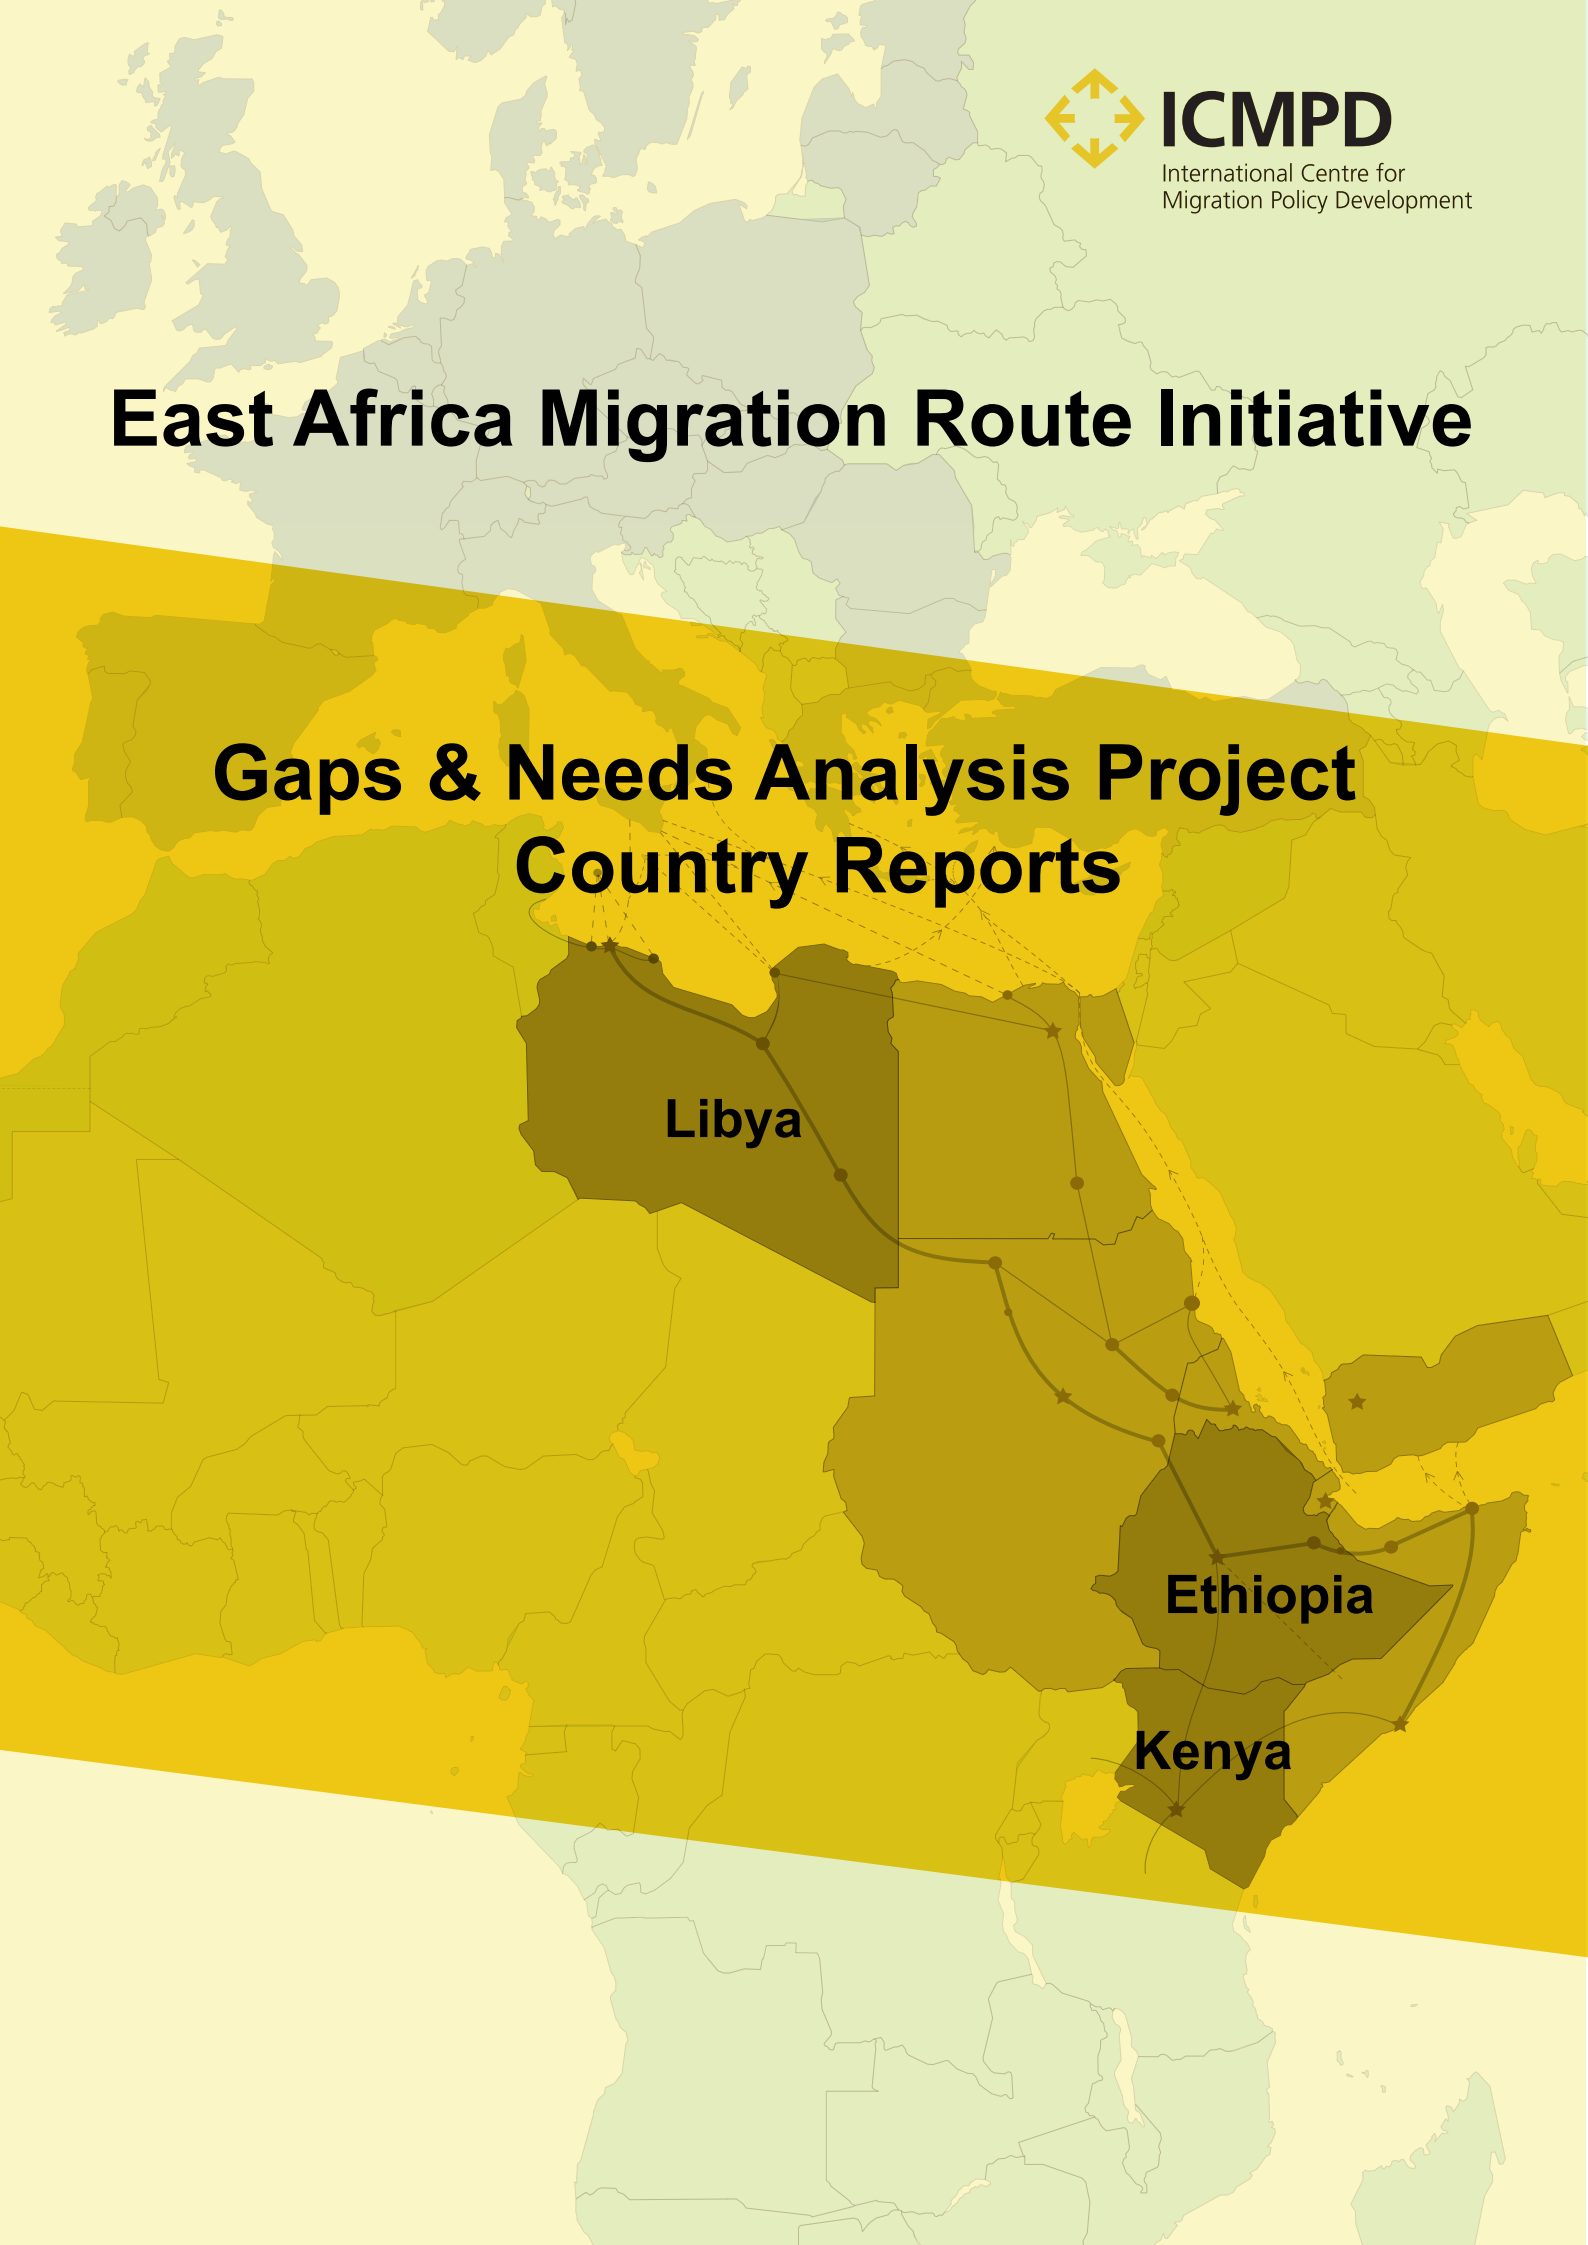 ICMPD
International Centre for
Migration Policy Development
East Africa Migration Route Initiative
Gaps & Needs Analysis Project
Country Reports
Libya
Ethiopia
Kenya